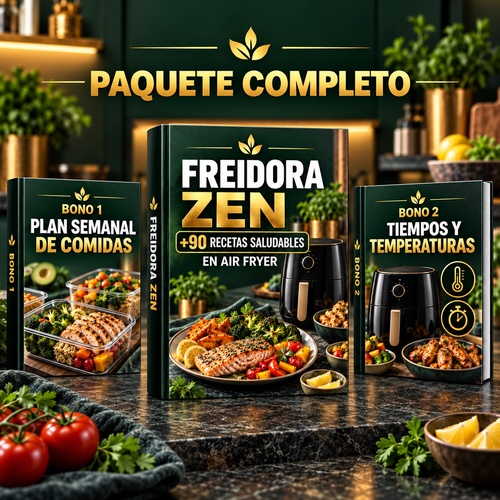 PAQUETE COMPLETO
BONO 1
PLAN SEMANAL
DE COMIDAS
BONO 1
FREIDORA ZEN
FREIDORA
ZEN
+90 RECETAS SALUDABLES
EN AIR FRYER
BONO 2
TIEMPOS Y
TEMPERATURAS
BONO 2